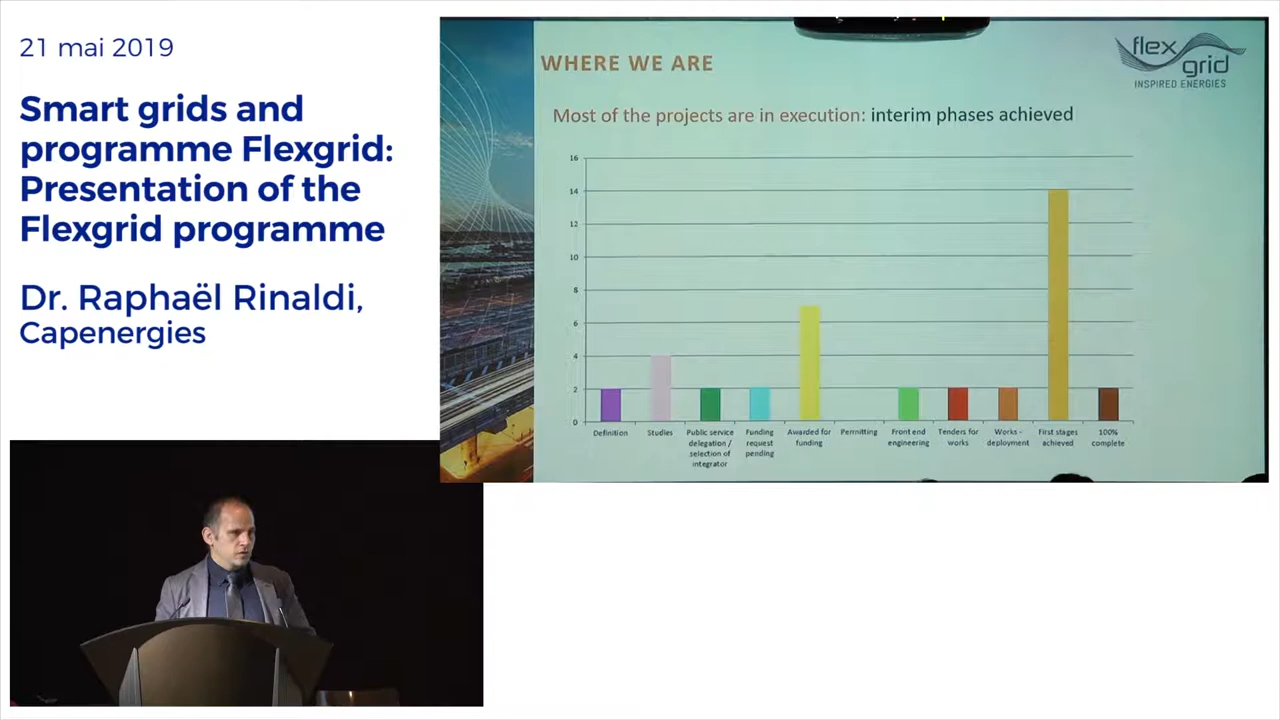 21 mai 2019
Smart grids and
programme Flexgrid:
Presentation of the
Flexgrid programme
Dr. Raphaël Rinaldi,
Capenergies
WHERE WE ARE
flex
grid
INSPIRED ENERGIES
Most of the projects are in execution: interim phases achieved
16
14
12
10
8
6
4
2
0
Definition
Studies
Public service
delegation /
selection of
integrator
Funding
request
pending
Awarded for
funding
Permitting
Front end
engineering
Tenders for
works
Works -
deployment
First stages
achieved
100%
complete